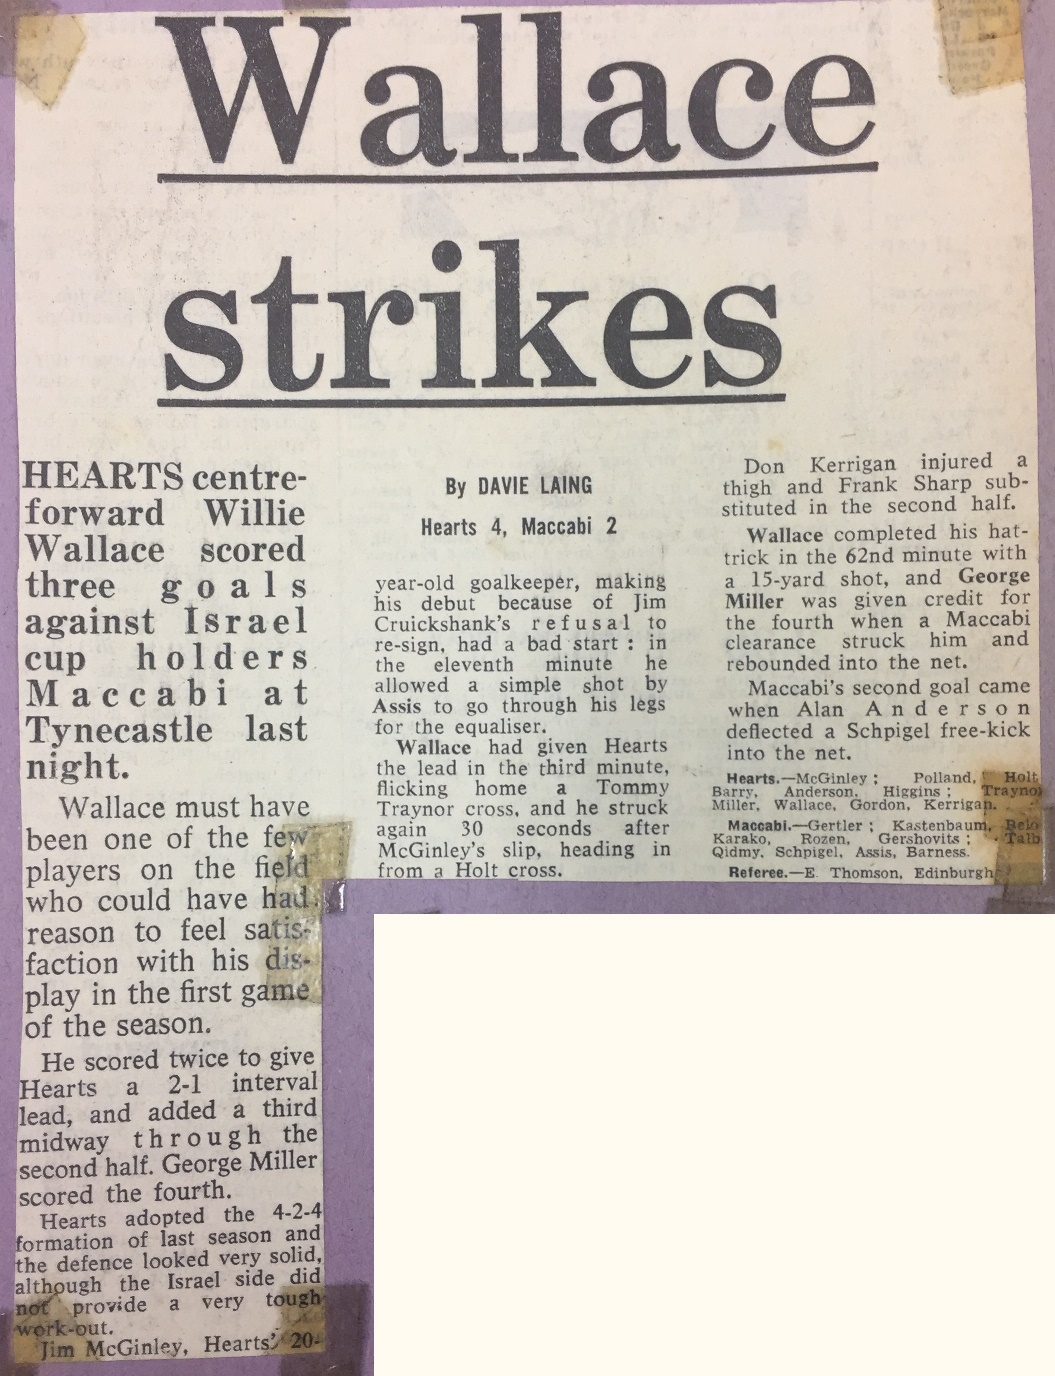 Wallace
strikes
HEARTS centre-
forward Willie
Wallace scored
three goals
against Israel
cup holders
Maccabi at
Tynecastle last
night.
Wallace must have
been one of the few
players on the field
who could have had
reason to feel satis-
faction with his dis-
play in the first game
of the season.
He scored twice to give
Hearts a 2-1 interval
lead, and added a third
midway through the
second half. George Miller
scored the fourth.
Hearts adopted the 4-2-4
formation of last season and
the defence looked very solid,
although the Israel side did
not provide a very tough
work-out.
Jim McGinley, Hearts' 20-
By DAVIE LAING
Hearts 4, Maccabi 2
year-old goalkeeper, making
his debut because of Jim
Cruickshank's refusal to
re-sign, had a bad start : in
the eleventh minute he
allowed a simple shot by
Assis to go through his legs
for the equaliser.
Wallace had given Hearts
the lead in the third minute,
flicking home a Tommy
Traynor cross, and he struck
again 30 seconds after
McGinley's slip, heading in
from a Holt cross.
Don Kerrigan injured a
thigh and Frank Sharp sub-
stituted in the second half.
Wallace completed his hat-
trick in the 62nd minute with
a 15-yard shot, and George
Miller was given credit for
the fourth when a Maccabi
clearance struck him and
rebounded into the net.
Maccabi's second goal came
when Alan Anderson
deflected a Schpigel free-kick
into the net.
Hearts.—McGinley ; Polland, Holt
Barry, Anderson, Higgins ; Traynor
Miller, Wallace, Gordon, Kerrigan.
Maccabi.—Gertler ; Kastenbaum,
Karako, Rozen, Gershovits ; Talb
Qidmy, Schpigel, Assis, Barness.
Referee.—E. Thomson, Edinburgh